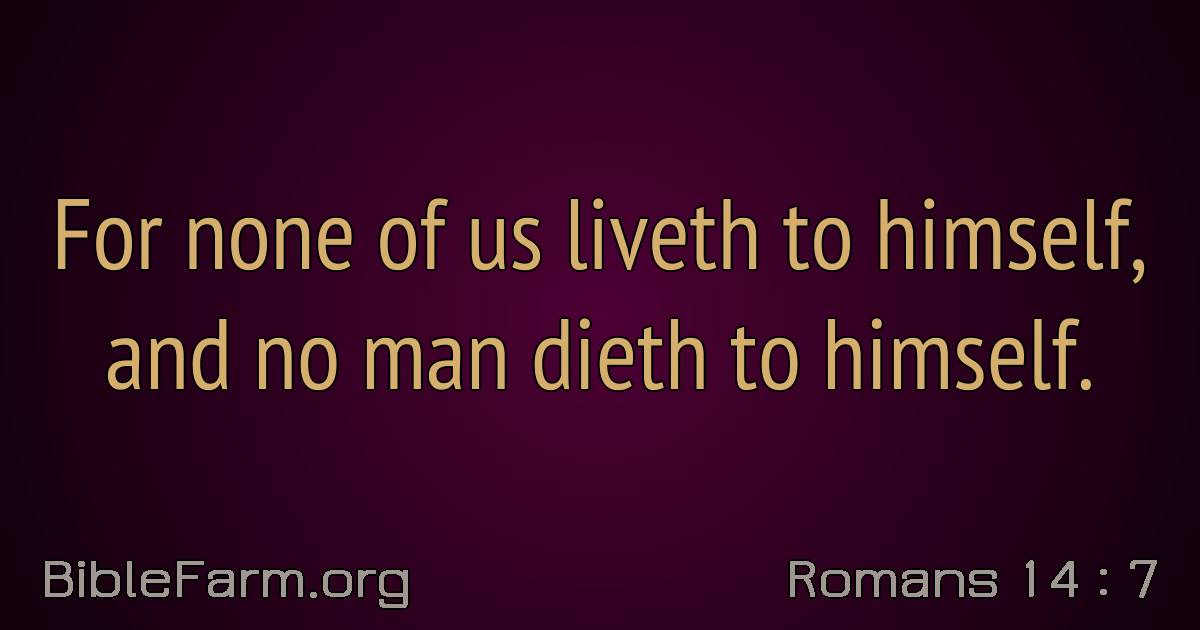 For none of us liveth to himself,
and no man dieth to himself.
BibleFarm.org
Romans 14 : 7